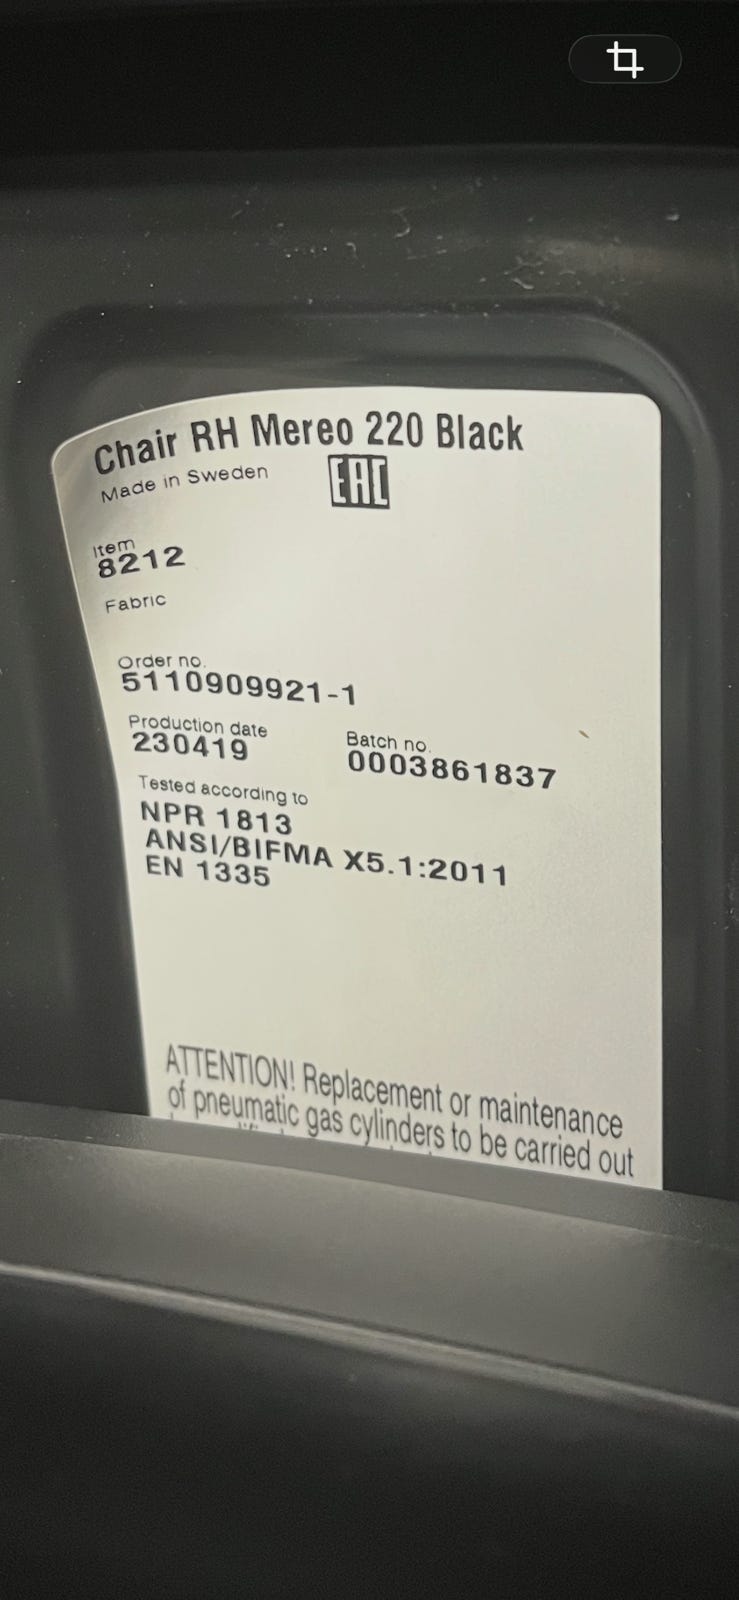 Chair RH Mereo 220 Black
Made in Sweden
EAC
Item
8212
Fabric
Order no.
5110909921-1
Production date
230419
Batch no.
0003861837
Tested according to
NPR 1813
ANSI/BIFMA X5.1:2011
EN 1335
ATTENTION! Replacement or maintenance
of pneumatic gas cylinders to be carried out